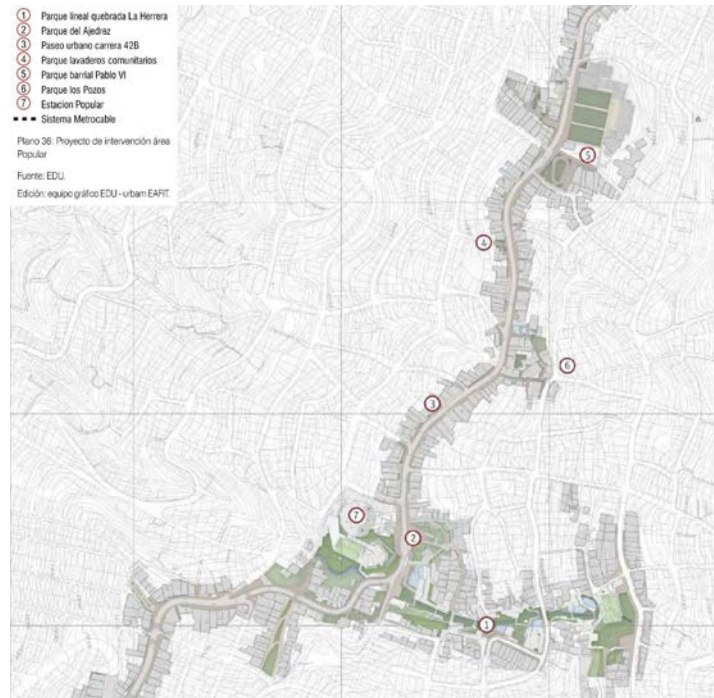 1 Parque lineal quebrada La Herrera
2 Parque del Ajedrez
3 Paseo urbano carrera 42B
4 Parque lavaderos comunitarios
5 Parque barrial Pablo VI
6 Parque los Pozos
7 Estacion Popular
Sistema Metrocable
Plano 36: Proyecto de intervención área
Popular
Fuente: EDU.
Edición: equipo gráfico EDU - urbam EAFIT.
5
4
6
3
7
2
1